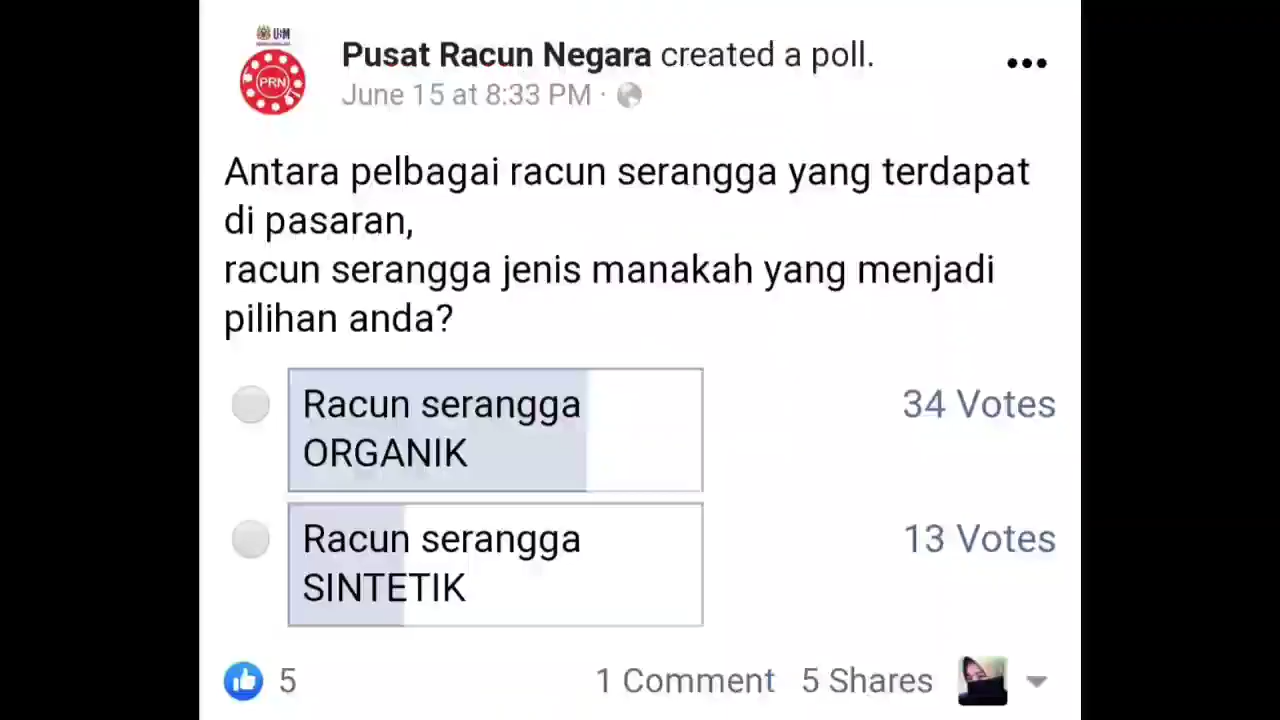 USM
PRN
Pusat Racun Negara created a poll.
June 15 at 8:33 PM ·
Antara pelbagai racun serangga yang terdapat
di pasaran,
racun serangga jenis manakah yang menjadi
pilihan anda?
Racun serangga
ORGANIK
34 Votes
Racun serangga
SINTETIK
13 Votes
5
1 Comment 5 Shares